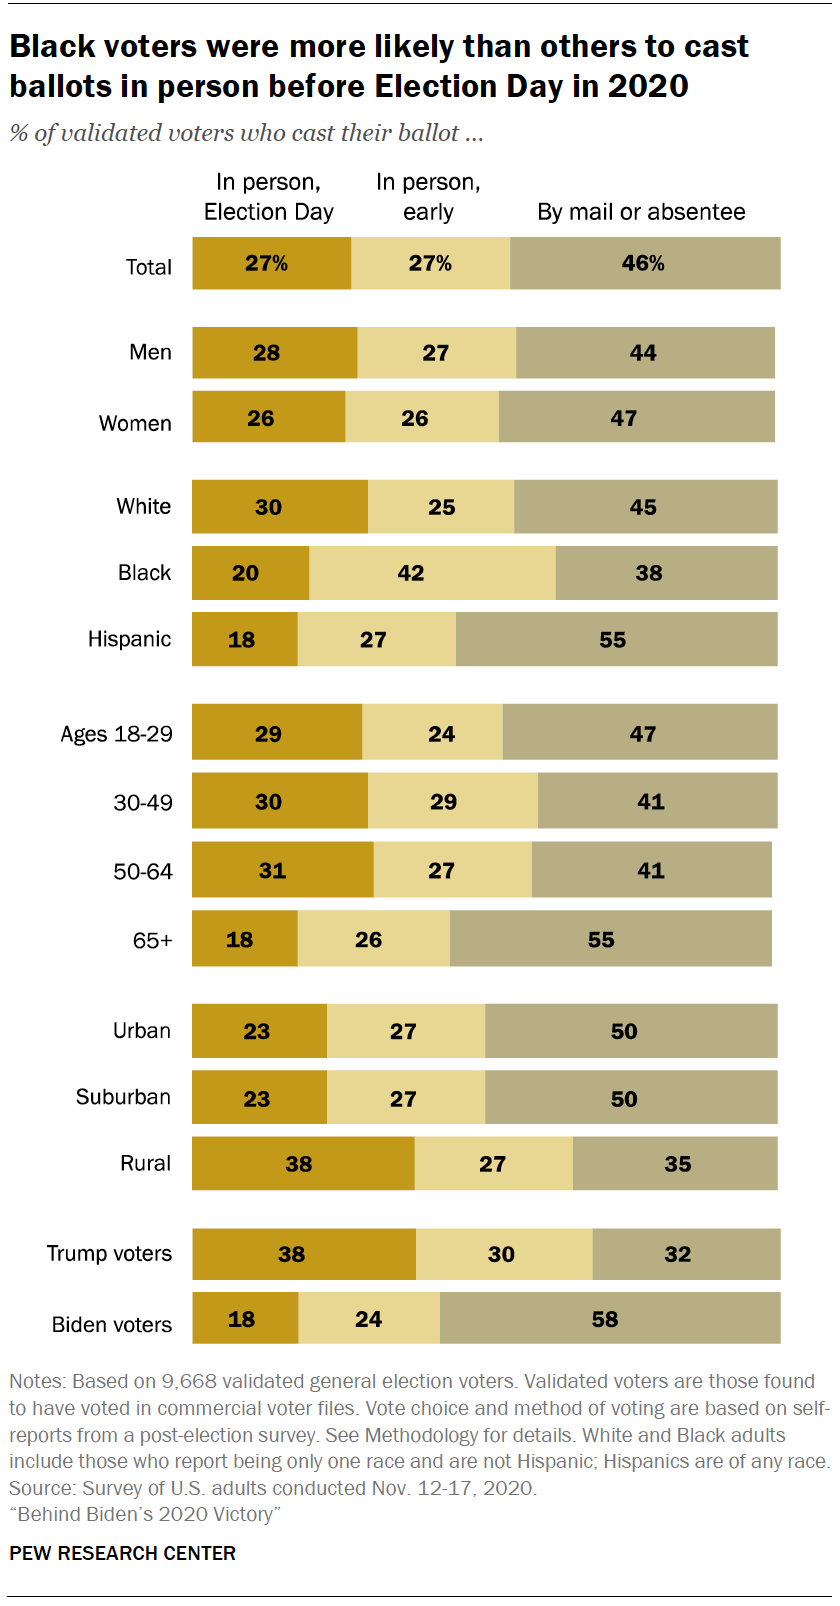 Black voters were more likely than others to cast
ballots in person before Election Day in 2020
% of validated voters who cast their ballot ...
In person, Election Day
In person, early
By mail or absentee
Total 27% 27% 46%
Men 28 27 44
Women 26 26 47
White 30 25 45
Black 20 42 38
Hispanic 18 27 55
Ages 18-29 29 24 47
30-49 30 29 41
50-64 31 27 41
65+ 18 26 55
Urban 23 27 50
Suburban 23 27 50
Rural 38 27 35
Trump voters 38 30 32
Biden voters 18 24 58
Notes: Based on 9,668 validated general election voters. Validated voters are those found
to have voted in commercial voter files. Vote choice and method of voting are based on self-
reports from a post-election survey. See Methodology for details. White and Black adults
include those who report being only one race and are not Hispanic; Hispanics are of any race.
Source: Survey of U.S. adults conducted Nov. 12-17, 2020.
“Behind Biden’s 2020 Victory”
PEW RESEARCH CENTER